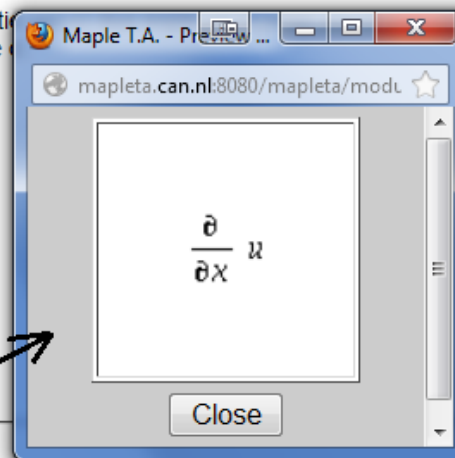 Maple T.A. - Preview ...
mapleta.can.nl:8080/mapleta/modu
∂
∂x u
Close